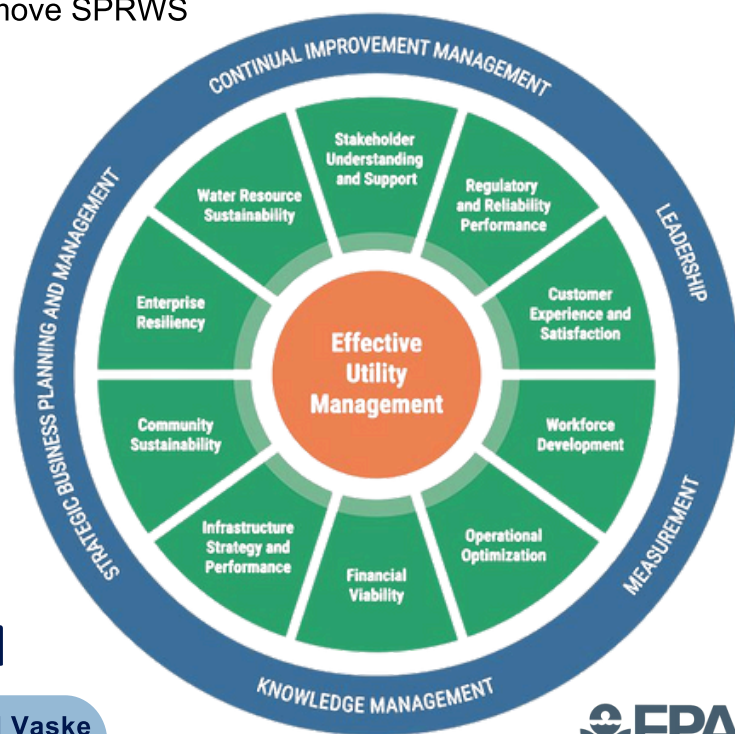 move SPRWS
CONTINUAL IMPROVEMENT MANAGEMENT
LEADERSHIP
MEASUREMENT
KNOWLEDGE MANAGEMENT
STRATEGIC BUSINESS PLANNING AND MANAGEMENT
Stakeholder
Understanding
and Support
Regulatory
and Reliability
Performance
Customer
Experience and
Satisfaction
Workforce
Development
Operational
Optimization
Financial
Viability
Infrastructure
Strategy and
Performance
Community
Sustainability
Enterprise
Resiliency
Water Resource
Sustainability
Effective
Utility
Management
Vaske
EPA